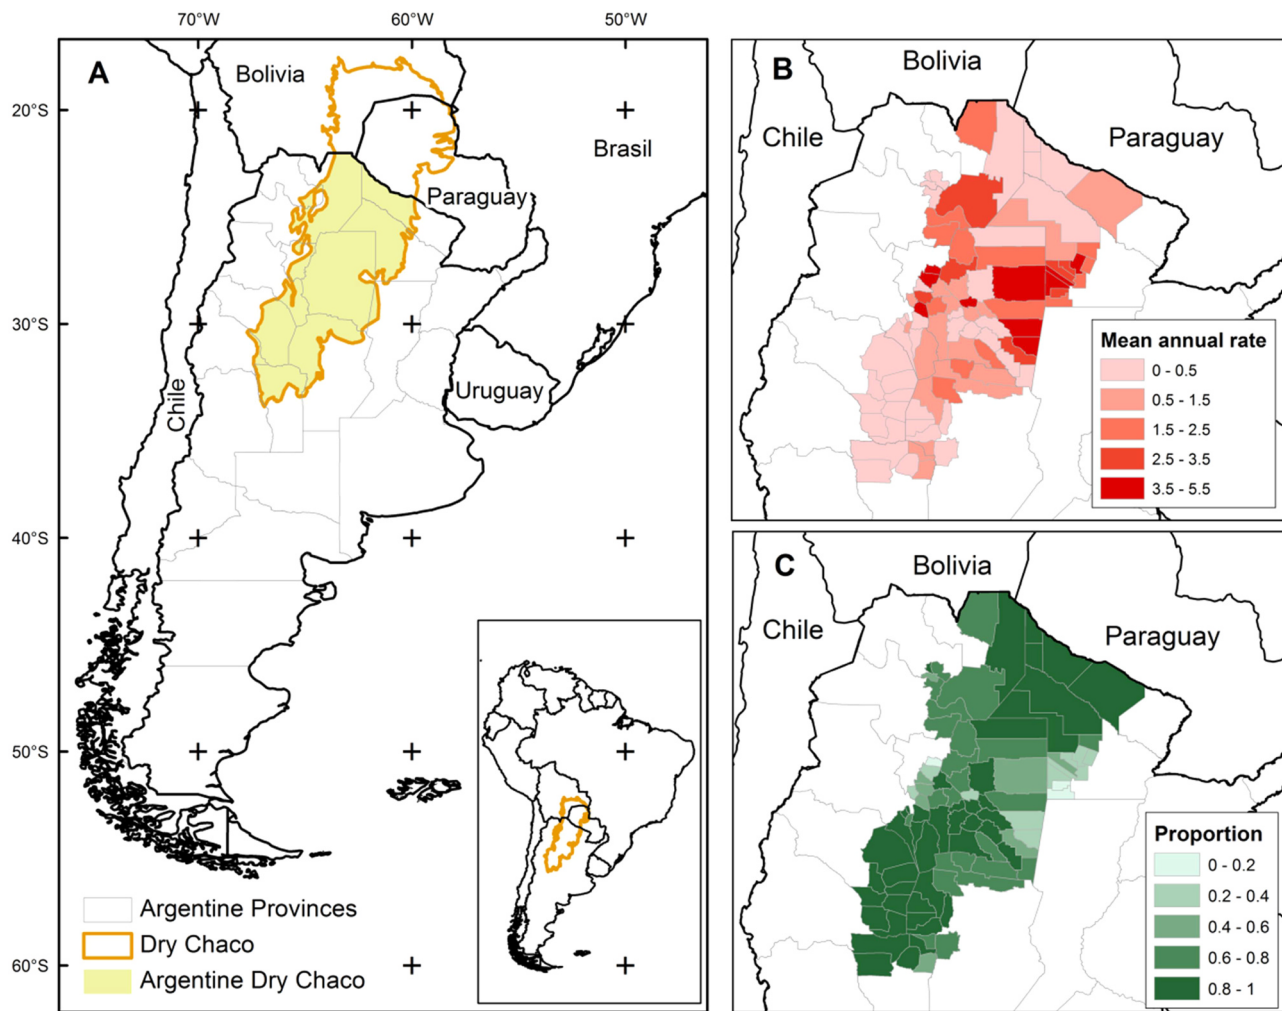 70°W
60°W
50°W
A
Bolivia
20°S
Brasil
Paraguay
30°S
Chile
Uruguay
40°S
50°S
60°S
Argentine Provinces
Dry Chaco
Argentine Dry Chaco
B
Bolivia
Chile
Paraguay
Mean annual rate
0 - 0.5
0.5 - 1.5
1.5 - 2.5
2.5 - 3.5
3.5 - 5.5
C
Bolivia
Chile
Paraguay
Proportion
0 - 0.2
0.2 - 0.4
0.4 - 0.6
0.6 - 0.8
0.8 - 1